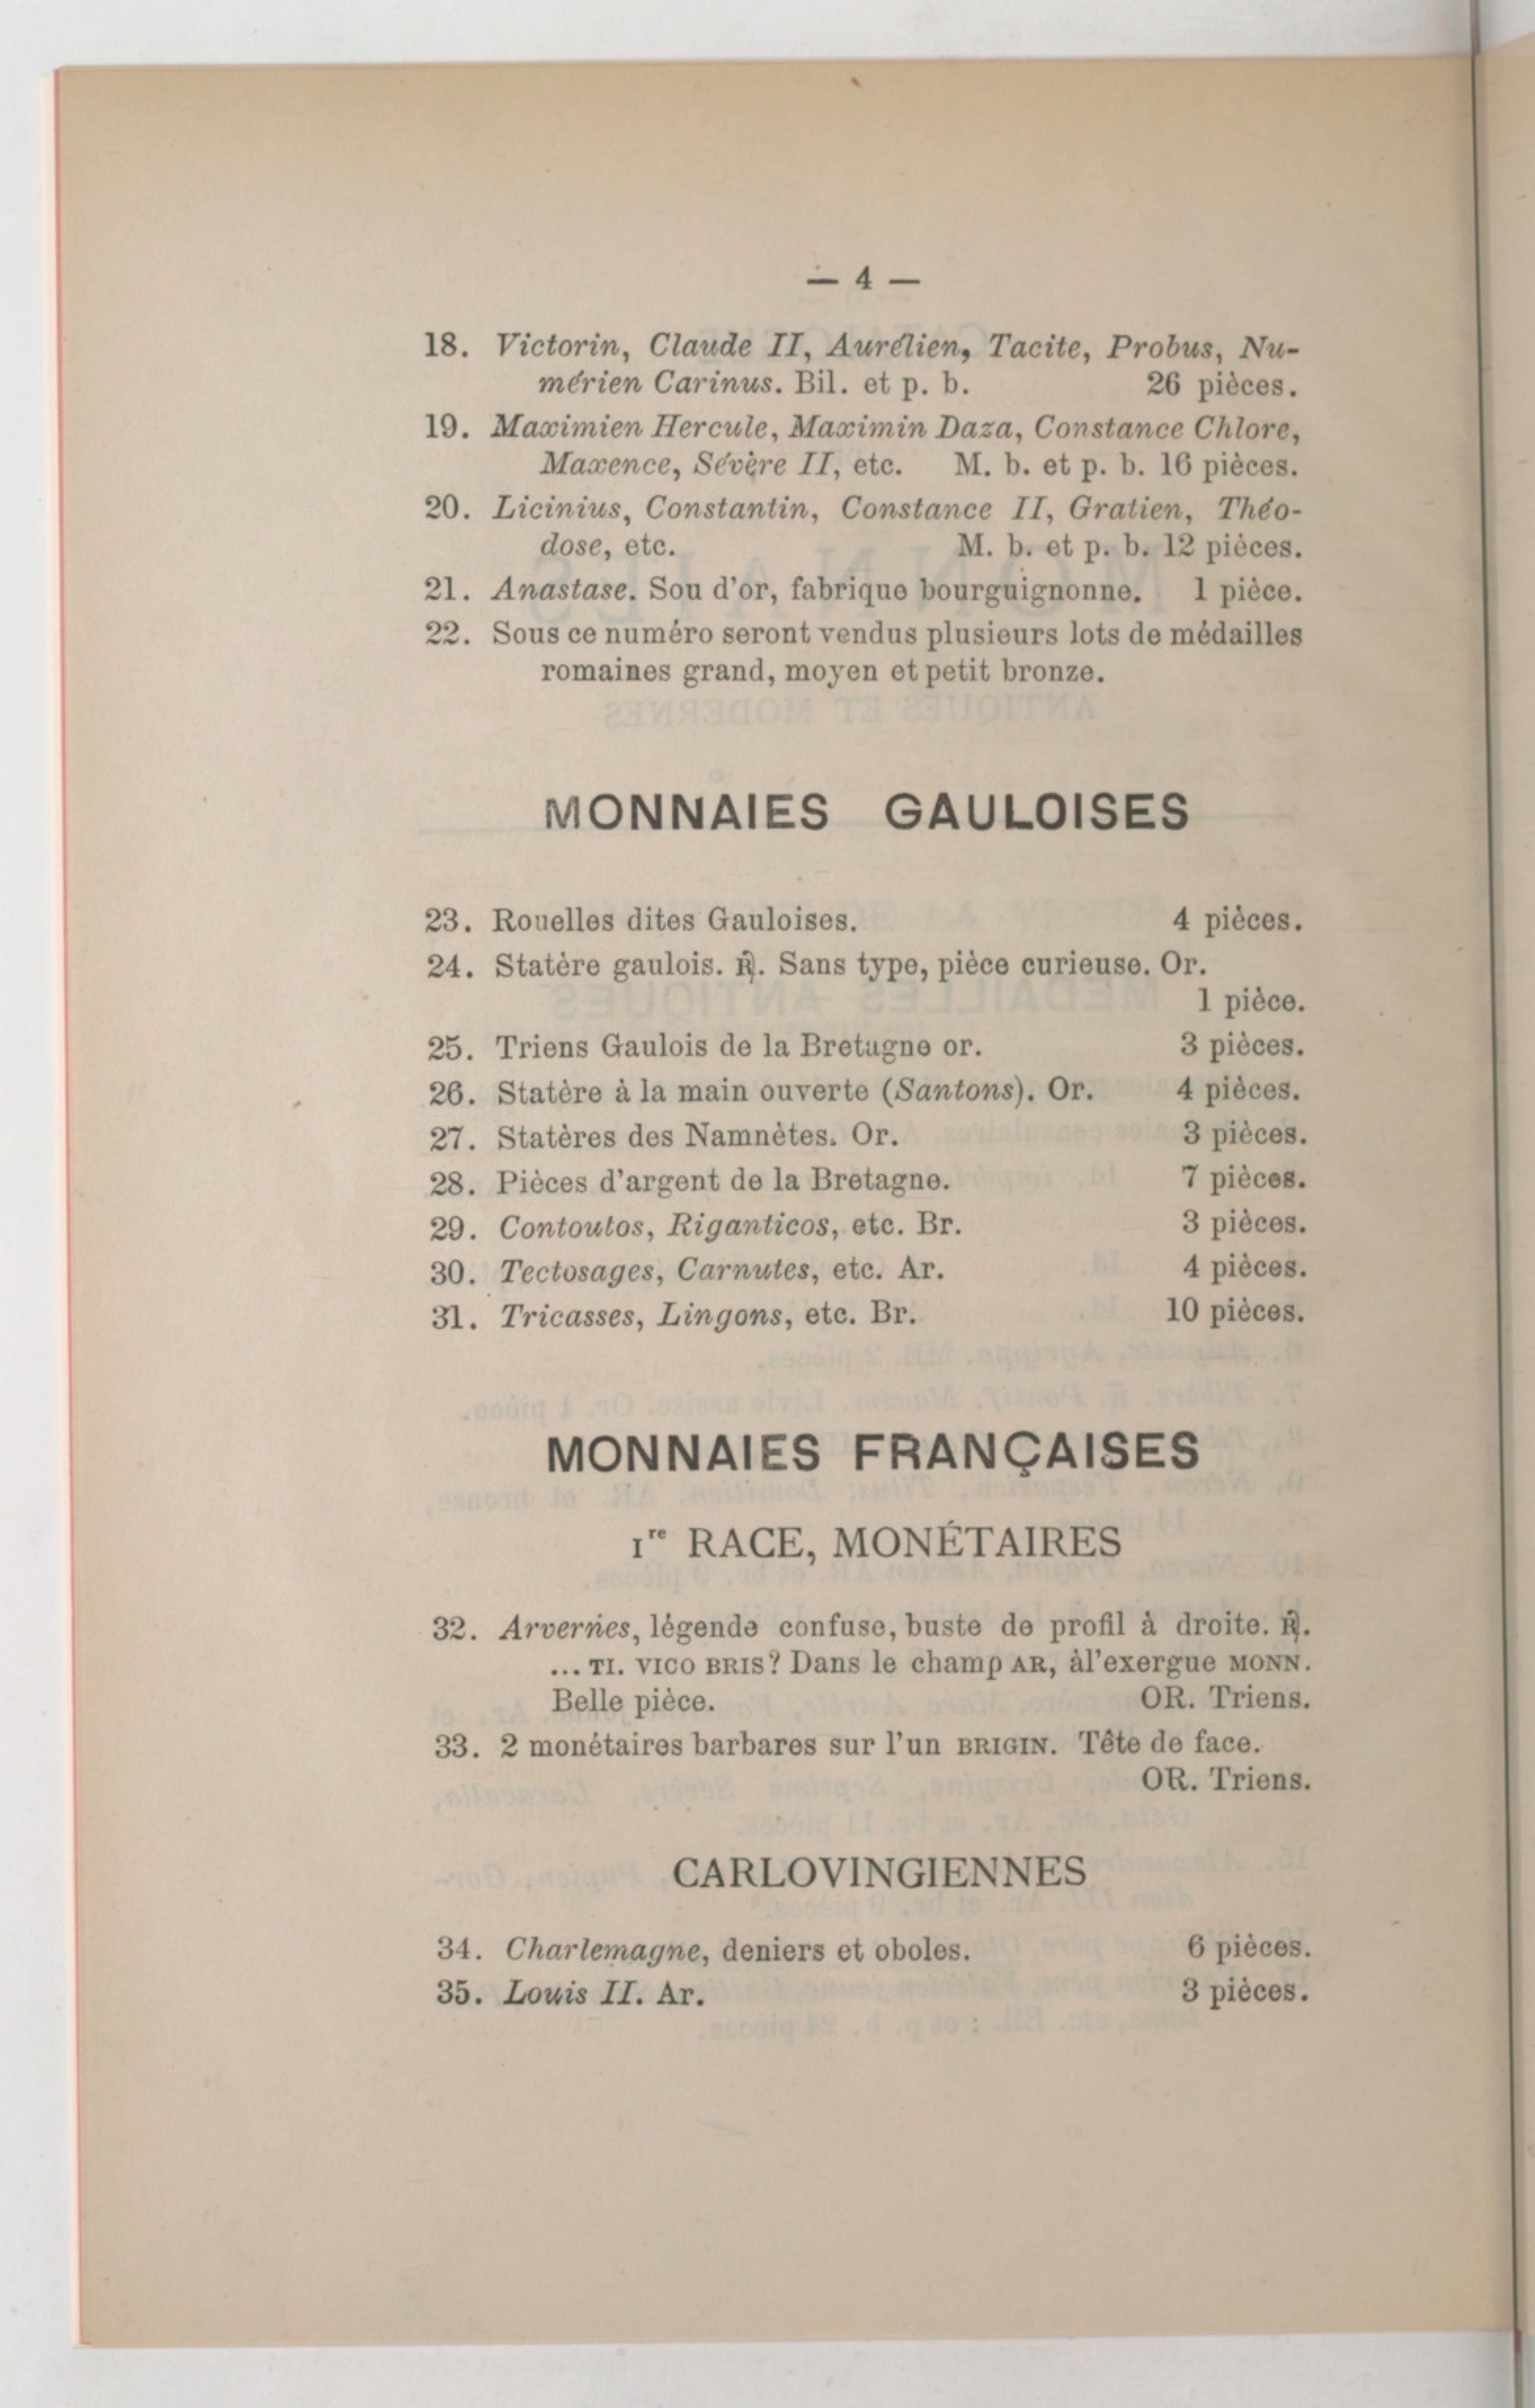 — 4 —
18. Victorin, Claude II, Aurélien, Tacite, Probus, Nu-
mérien Carinus. Bil. et p. b. 26 pièces.
19. Maximien Hercule, Maximin Daza, Constance Chlore,
Maxence, Sévère II, etc. M. b. et p. b. 16 pièces.
20. Licinius, Constantin, Constance II, Gratien, Théo-
dose, etc. M. b. et p. b. 12 pièces.
21. Anastase. Sou d'or, fabrique bourguignonne. 1 pièce.
22. Sous ce numéro seront vendus plusieurs lots de médailles
romaines grand, moyen et petit bronze.
MONNAIES GAULOISES
23. Rouelles dites Gauloises. 4 pièces.
24. Statère gaulois. ℟. Sans type, pièce curieuse. Or.
1 pièce.
25. Triens Gaulois de la Bretagne or. 3 pièces.
26. Statère à la main ouverte (Santons). Or. 4 pièces.
27. Statères des Namnètes. Or. 3 pièces.
28. Pièces d'argent de la Bretagne. 7 pièces.
29. Contoutos, Riganticos, etc. Br. 3 pièces.
30. Tectosages, Carnutes, etc. Ar. 4 pièces.
31. Tricasses, Lingons, etc. Br. 10 pièces.
MONNAIES FRANÇAISES
Iʳᵉ RACE, MONÉTAIRES
32. Arvernes, légende confuse, buste de profil à droite. ℟.
... TI. VICO BRIS? Dans le champ AR, àl'exergue MONN.
Belle pièce. OR. Triens.
33. 2 monétaires barbares sur l'un BRIGIN. Tête de face.
OR. Triens.
CARLOVINGIENNES
34. Charlemagne, deniers et oboles. 6 pièces.
35. Louis II. Ar. 3 pièces.